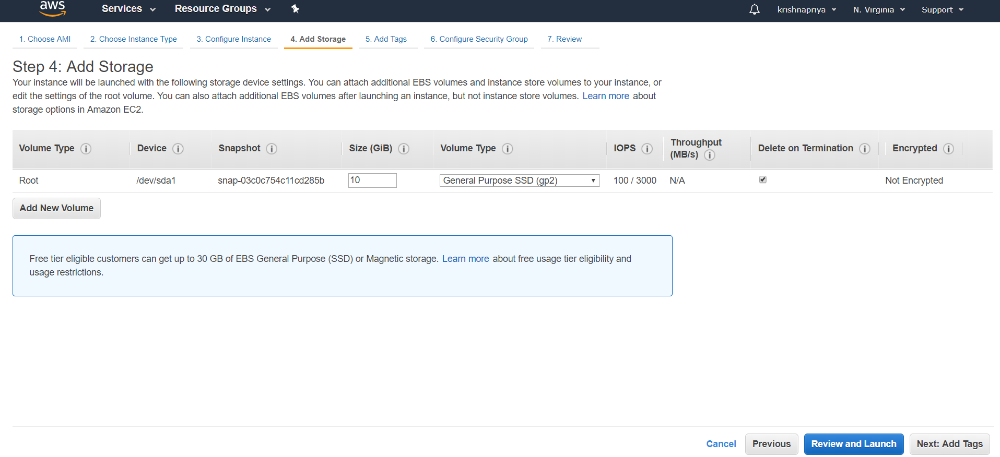 aws Services Resource Groups krishnapriya N. Virginia Support
1. Choose AMI 2. Choose Instance Type 3. Configure Instance 4. Add Storage 5. Add Tags 6. Configure Security Group 7. Review
Step 4: Add Storage
Your instance will be launched with the following storage device settings. You can attach additional EBS volumes and instance store volumes to your instance, or
edit the settings of the root volume. You can also attach additional EBS volumes after launching an instance, but not instance store volumes. Learn more about
storage options in Amazon EC2.
Volume Type i Device i Snapshot i Size (GiB) i Volume Type i IOPS i Throughput
(MB/s) i Delete on Termination i Encrypted i
Root /dev/sda1 snap-03c0c754c11cd285b 10 General Purpose SSD (gp2) 100 / 3000 N/A Not Encrypted
Add New Volume
Free tier eligible customers can get up to 30 GB of EBS General Purpose (SSD) or Magnetic storage. Learn more about free usage tier eligibility and
usage restrictions.
Cancel Previous Review and Launch Next: Add Tags